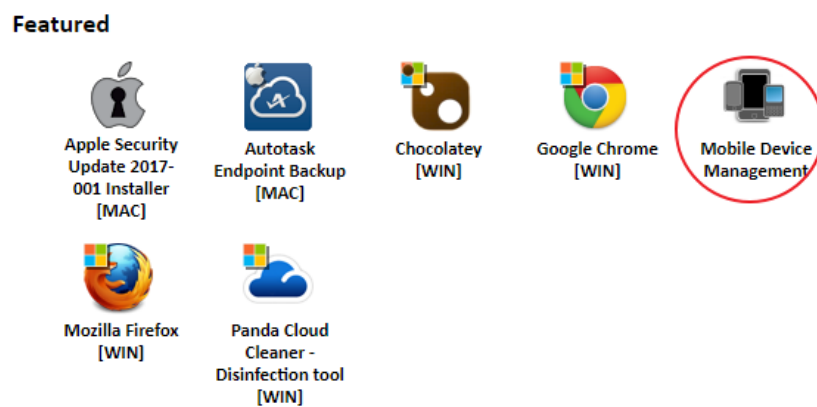 Featured
Apple Security
Update 2017-
001 Installer
[MAC]
Autotask
Endpoint Backup
[MAC]
Chocolatey
[WIN]
Google Chrome
[WIN]
Mobile Device
Management
Mozilla Firefox
[WIN]
Panda Cloud
Cleaner -
Disinfection tool
[WIN]